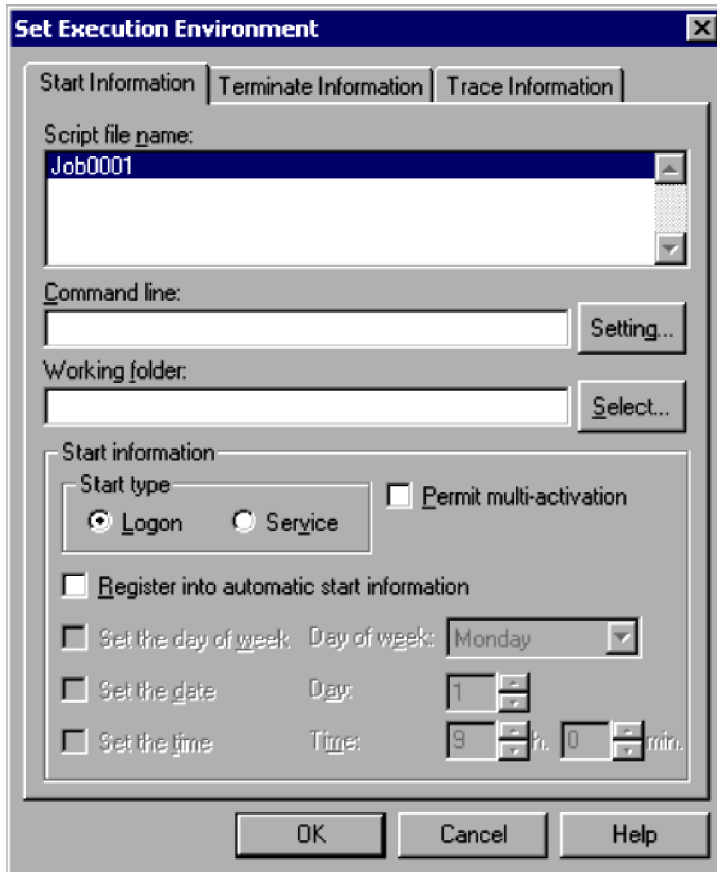 Set Execution Environment
Start Information Terminate Information Trace Information
Script file name:
Job0001
Command line:
Setting...
Working folder:
Select...
Start information
Start type
Logon Service Permit multi-activation
Register into automatic start information
Set the day of week Day of week: Monday
Set the date Day: 1
Set the time Time: 9 h. 0 min.
OK Cancel Help